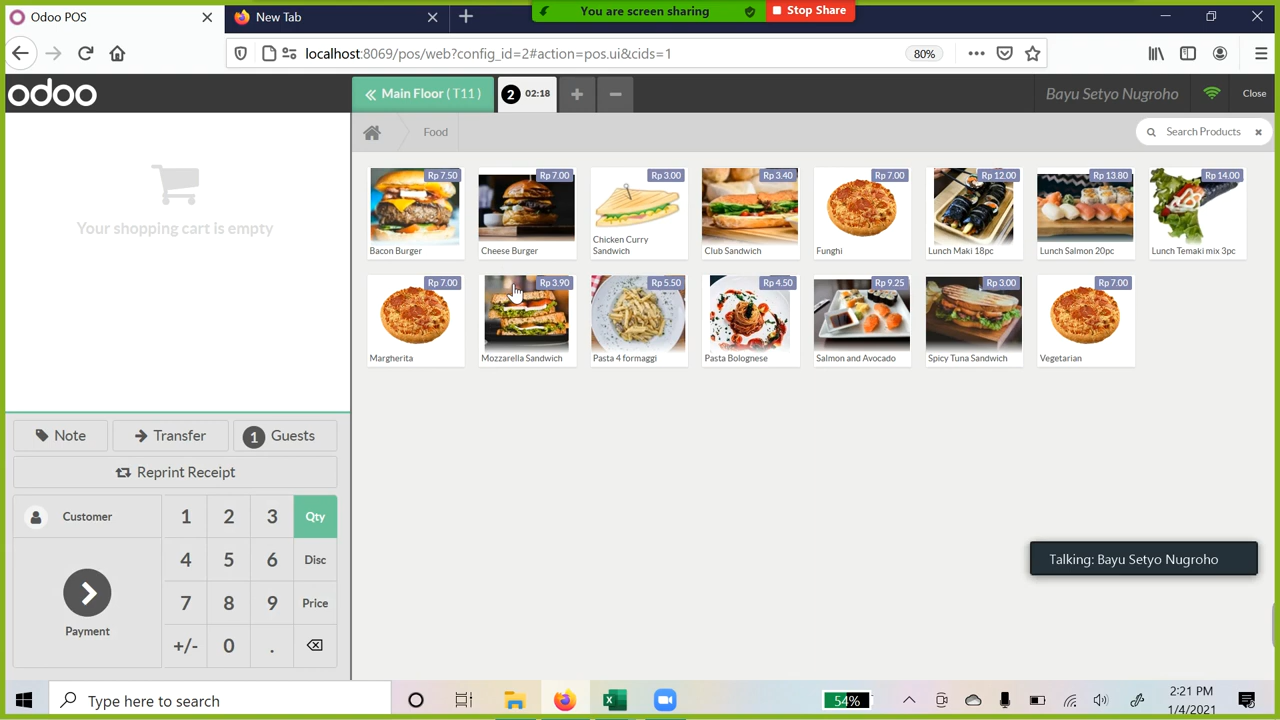 You are screen sharing
Stop Share
Odoo POS
New Tab
localhost:8069/pos/web?config_id=2#action=pos.ui&cids=1
80%
odoo
Main Floor ( T11 )
2 02:18
Bayu Setyo Nugroho
Close
Food
Search Products
Your shopping cart is empty
Rp 7.50
Bacon Burger
Rp 7.00
Cheese Burger
Rp 3.00
Chicken Curry
Sandwich
Rp 3.40
Club Sandwich
Rp 7.00
Funghi
Rp 12.00
Lunch Maki 18pc
Rp 13.80
Lunch Salmon 20pc
Rp 14.00
Lunch Temaki mix 3pc
Rp 7.00
Margherita
Rp 3.90
Mozzarella Sandwich
Rp 5.50
Pasta 4 formaggi
Rp 4.50
Pasta Bolognese
Rp 9.25
Salmon and Avocado
Rp 3.00
Spicy Tuna Sandwich
Rp 7.00
Vegetarian
Note
Transfer
1 Guests
Reprint Receipt
Customer
1 2 3 Qty
4 5 6 Disc
7 8 9 Price
+/- 0 .
Payment
Talking: Bayu Setyo Nugroho
Type here to search
54%
2:21 PM
1/4/2021